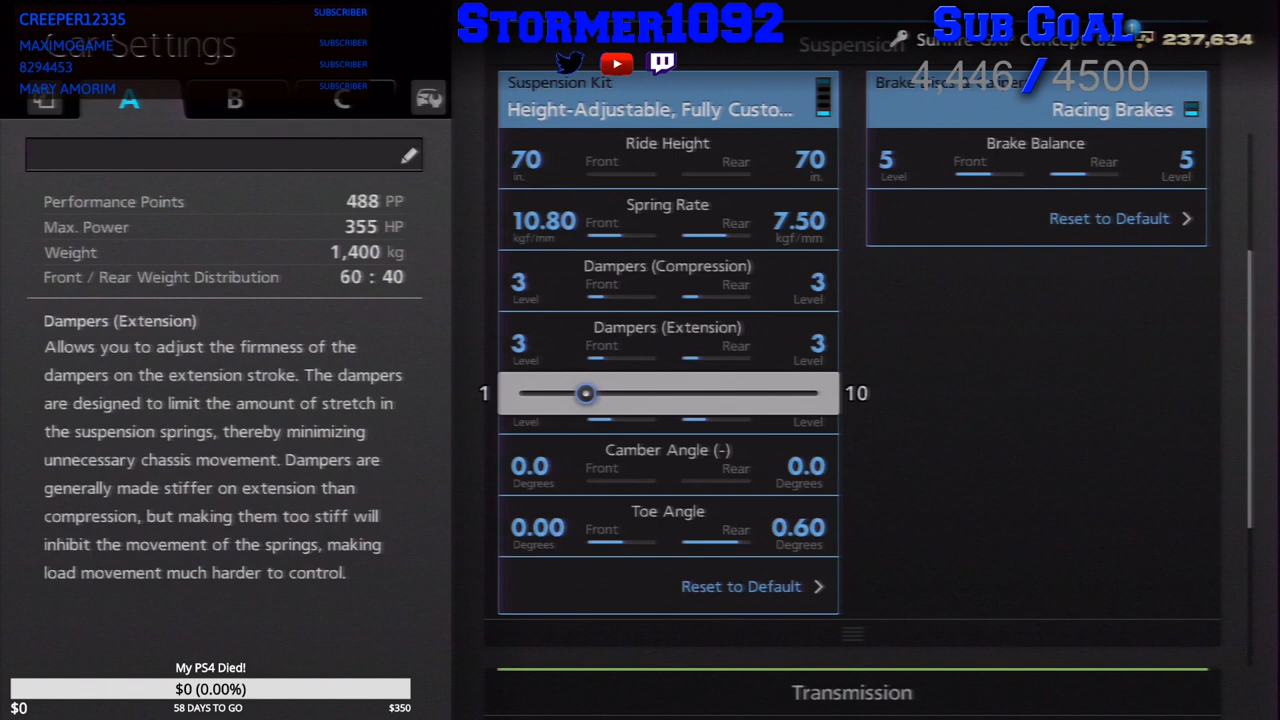 CREEPER12335 SUBSCRIBER
MAXIMOGAME SUBSCRIBER
8294453 SUBSCRIBER
MARY AMORIM SUBSCRIBER
Car Settings
STORMER1092
SUB GOAL
4,446/4500
Suspension
237,634
A
B
C
Performance Points 488 PP
Max. Power 355 HP
Weight 1,400 kg
Front / Rear Weight Distribution 60 : 40
Dampers (Extension)
Allows you to adjust the firmness of the
dampers on the extension stroke. The dampers
are designed to limit the amount of stretch in
the suspension springs, thereby minimizing
unnecessary chassis movement. Dampers are
generally made stiffer on extension than
compression, but making them too stiff will
inhibit the movement of the springs, making
load movement much harder to control.
My PS4 Died!
$0 (0.00%)
$0 58 DAYS TO GO $350
Suspension Kit
Height-Adjustable, Fully Custo...
Ride Height
70 Front Rear 70
in. in.
Spring Rate
10.80 Front Rear 7.50
kgf/mm kgf/mm
Dampers (Compression)
3 Front Rear 3
Level Level
Dampers (Extension)
3 Front Rear 3
Level Level
1 10
Level Level
Camber Angle (-)
0.0 Front Rear 0.0
Degrees Degrees
Toe Angle
0.00 Front Rear 0.60
Degrees Degrees
Reset to Default
Racing Brakes
Brake Balance
5 Front Rear 5
Level Level
Reset to Default
Transmission